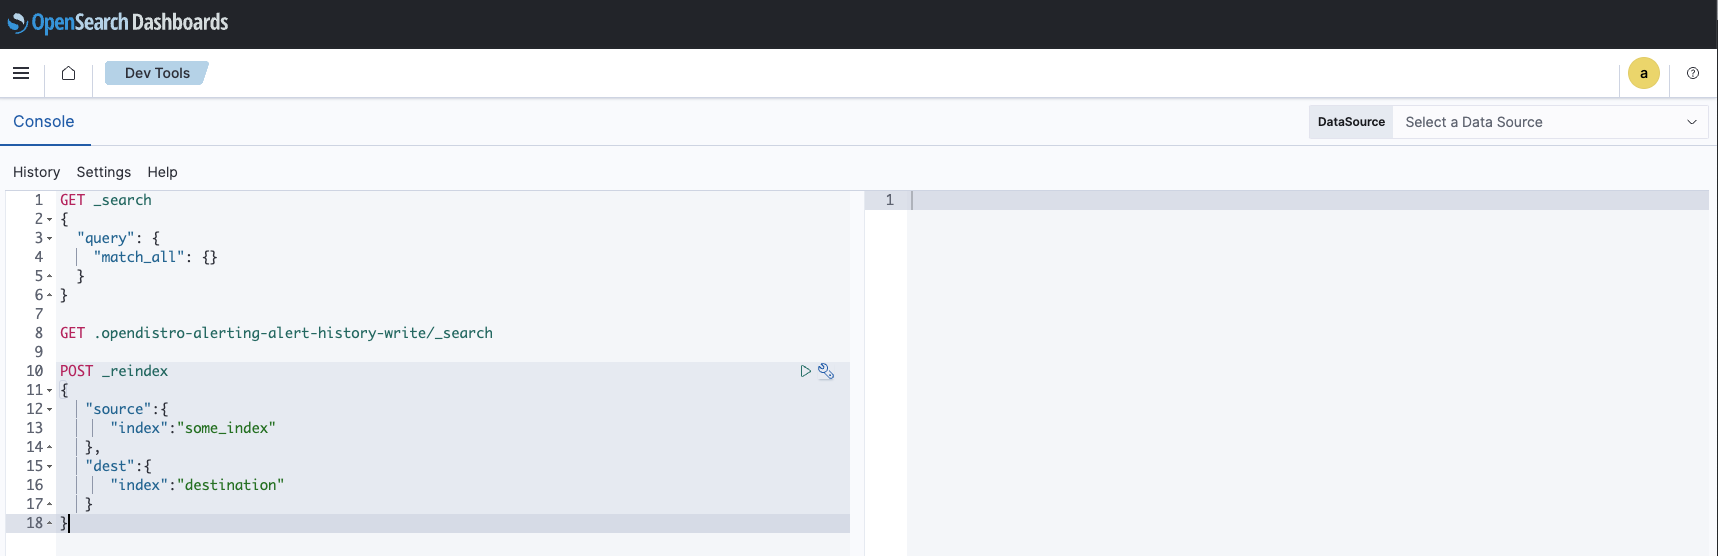 OpenSearch Dashboards
Dev Tools
a
Console
DataSource Select a Data Source
History Settings Help
1 GET _search
2 {
3 "query": {
4 "match_all": {}
5 }
6 }
7
8 GET .opendistro-alerting-alert-history-write/_search
9
10 POST _reindex
11 {
12 "source":{
13 "index":"some_index"
14 },
15 "dest":{
16 "index":"destination"
17 }
18 }
1